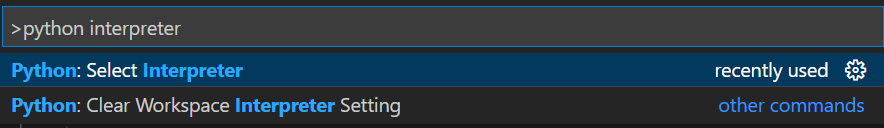 >python interpreter
Python: Select Interpreter recently used
Python: Clear Workspace Interpreter Setting other commands